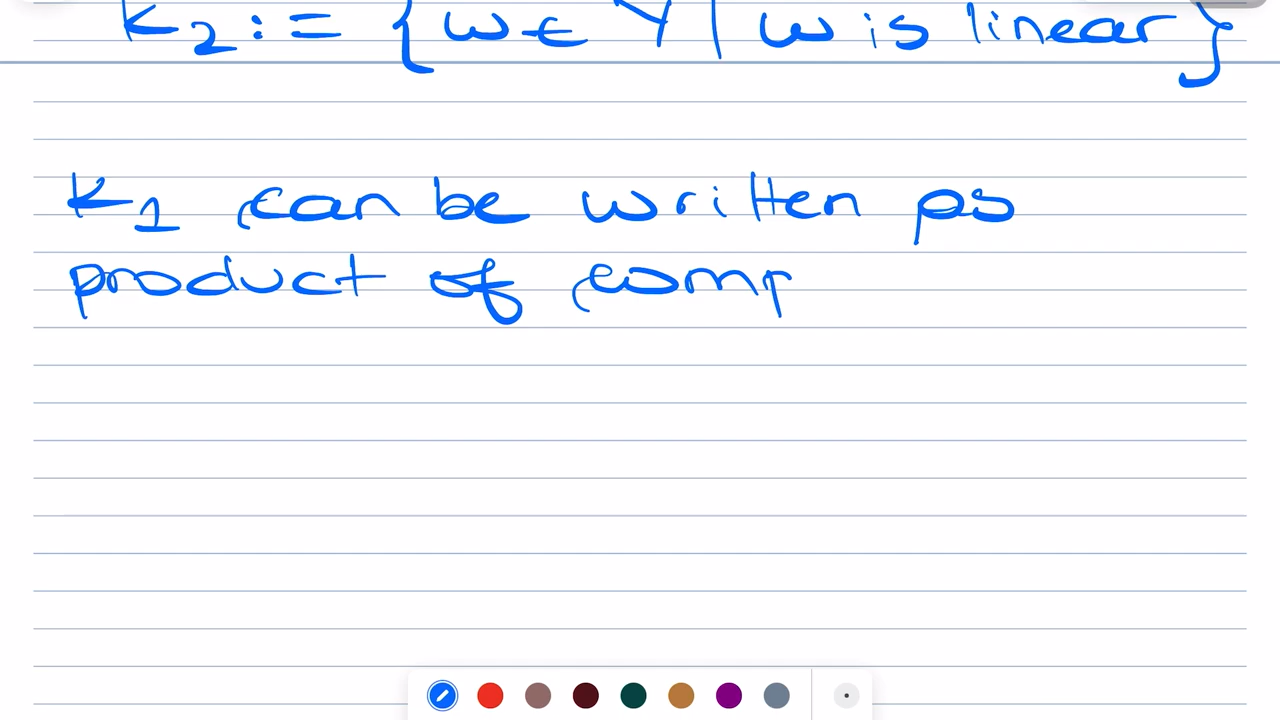 K₂ := { w ∈ Y | w is linear }
K₁ can be written as
product of comp